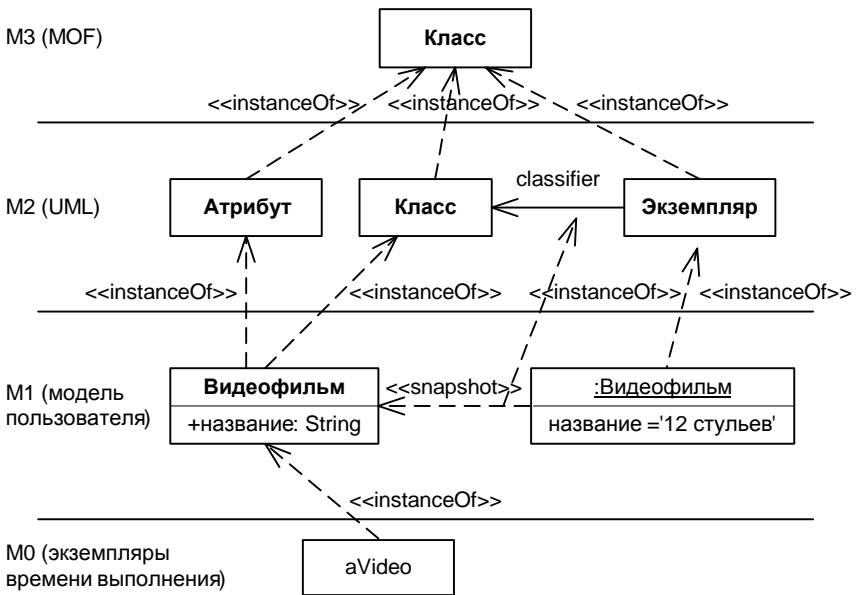 M3 (MOF)
Класс
<<instanceOf>> <<instanceOf>> <<instanceOf>>
classifier
M2 (UML)
Атрибут
Класс
Экземпляр
<<instanceOf>> <<instanceOf>> <<instanceOf>> <<instanceOf>>
M1 (модель
пользователя)
Видеофильм
+название: String
<<snapshot>>
:Видеофильм
название ='12 стульев'
<<instanceOf>>
M0 (экземпляры
времени выполнения)
aVideo